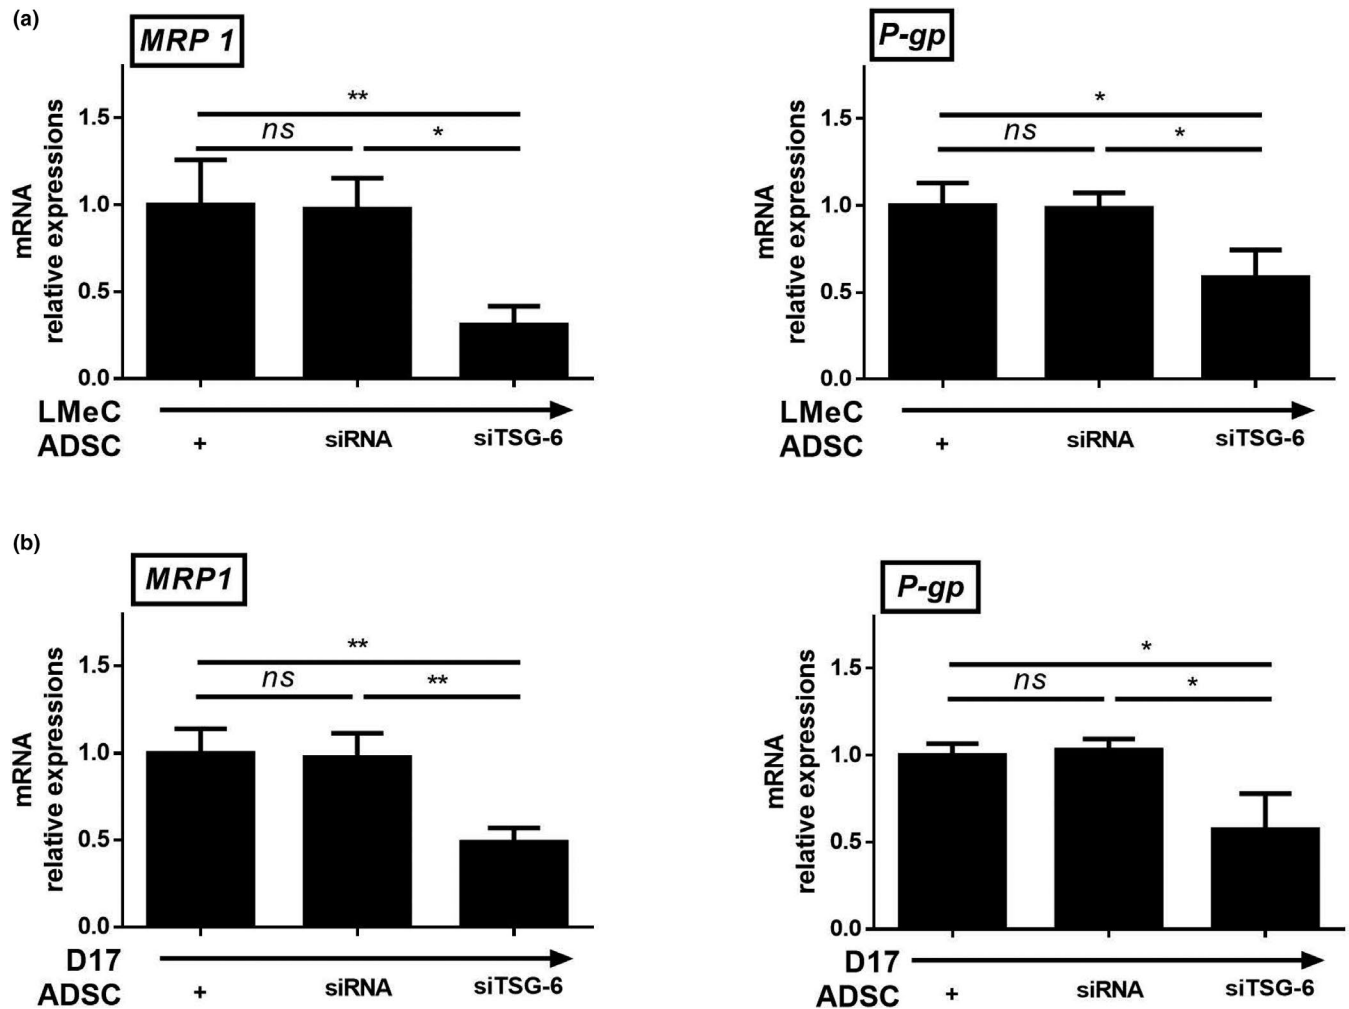 (a)
MRP 1
mRNA
relative expressions
1.5
1.0
0.5
0.0
**
ns
*
LMeC
ADSC
+
siRNA
siTSG-6
P-gp
mRNA
relative expressions
1.5
1.0
0.5
0.0
*
ns
*
LMeC
ADSC
+
siRNA
siTSG-6
(b)
MRP1
mRNA
relative expressions
1.5
1.0
0.5
0.0
**
ns
**
D17
ADSC
+
siRNA
siTSG-6
P-gp
mRNA
relative expressions
1.5
1.0
0.5
0.0
*
ns
*
D17
ADSC
+
siRNA
siTSG-6